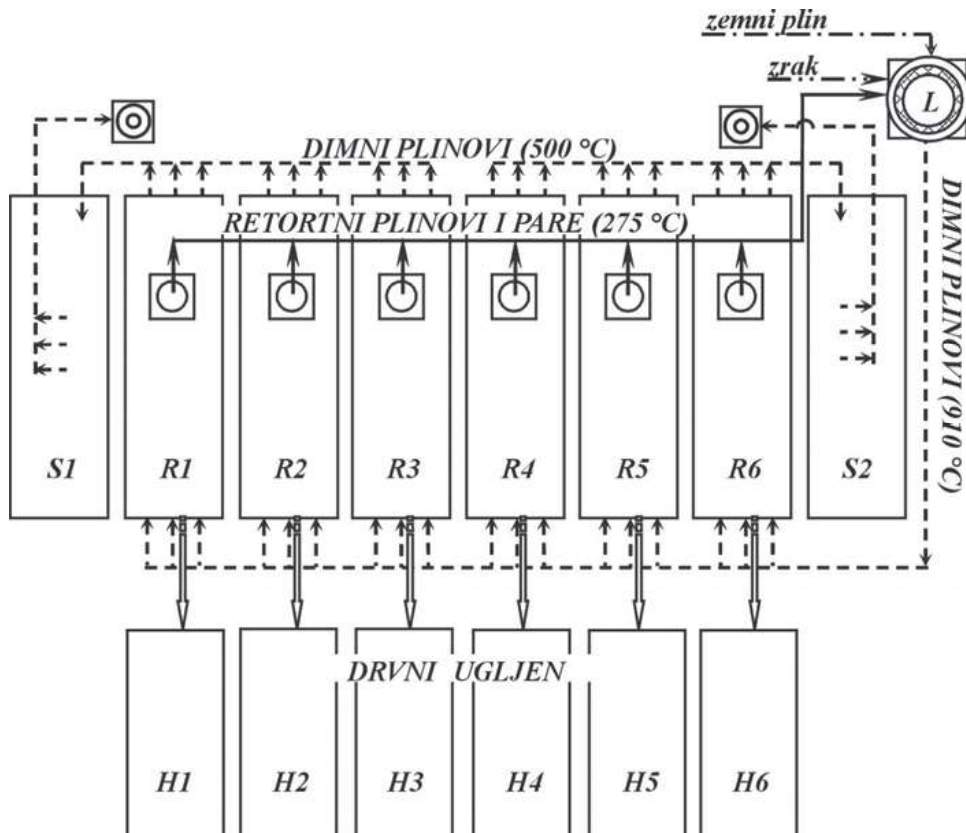 zemni plin
zrak
L
DIMNI PLINOVI (500 °C)
RETORTNI PLINOVI I PARE (275 °C)
DIMNI PLINOVI (910 °C)
S1 R1 R2 R3 R4 R5 R6 S2
DRVNI UGLJEN
H1 H2 H3 H4 H5 H6